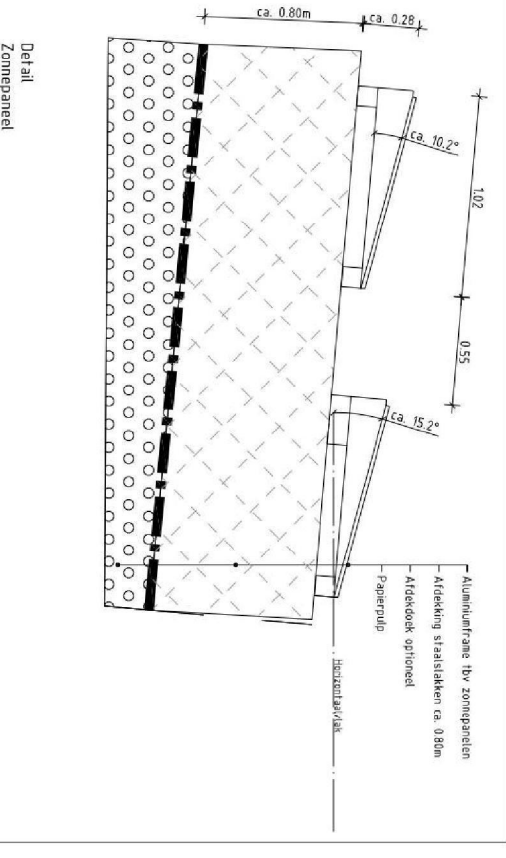 ca. 0.80m
ca. 0.28
ca. 10.2°
1.02
0.55
ca. 15.2°
Aluminiumframe tbv zonnepanelen
Afdekking staalslakken ca. 0.80m
Afdekdoek optioneel
Papierpulp
Horizontaalvlak
Detail
Zonnepaneel